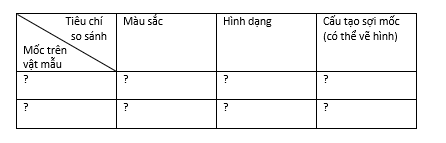 Tiêu chí
so sánh
Mốc trên
vật mẫu
Màu sắc
Hình dạng
Cấu tạo sợi mốc
(có thể vẽ hình)
? ? ? ?
? ? ? ?